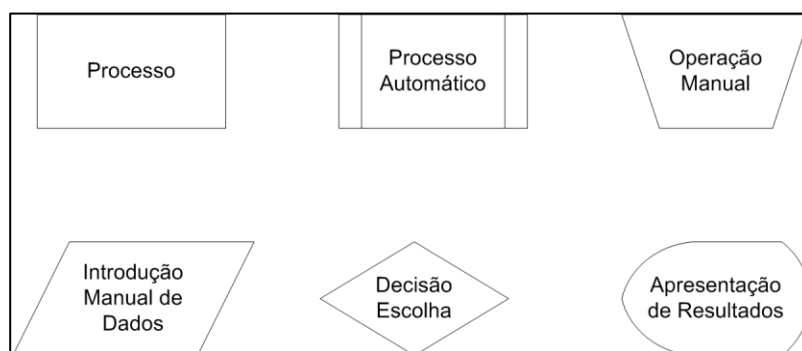 Processo
Processo
Automático
Operação
Manual
Introdução
Manual de
Dados
Decisão
Escolha
Apresentação
de Resultados